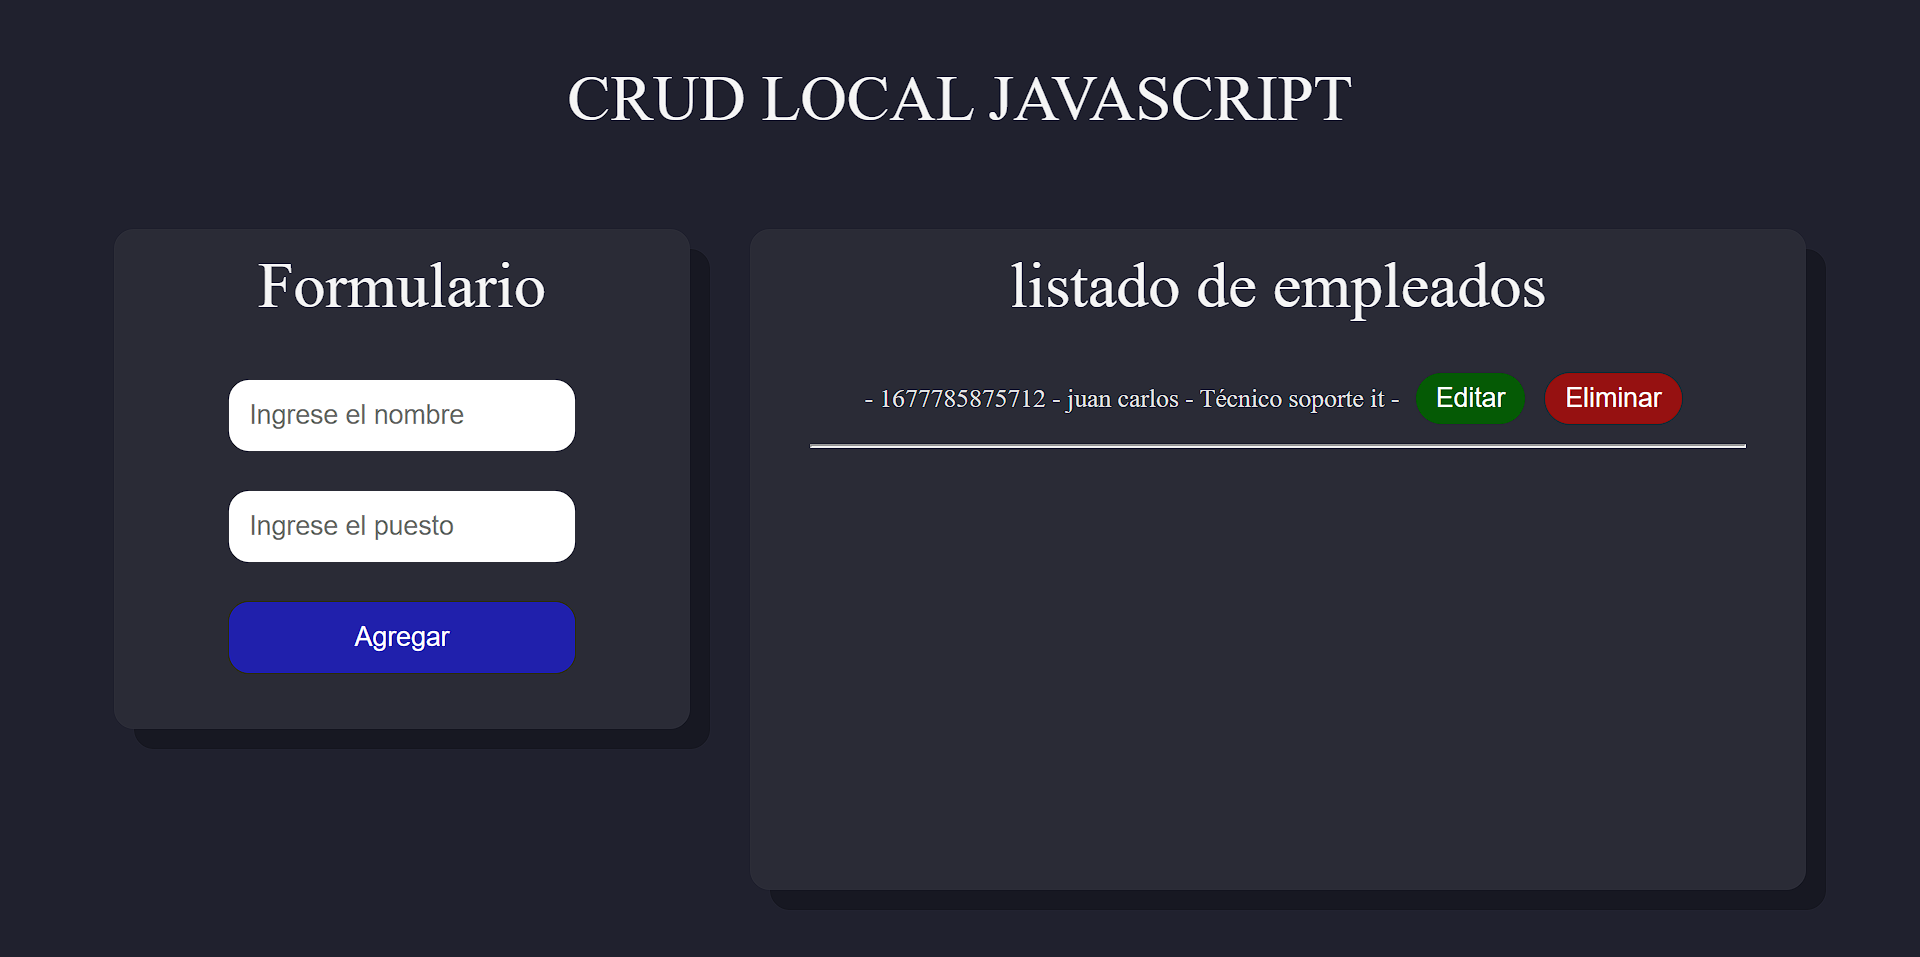 CRUD LOCAL JAVASCRIPT
Formulario
Ingrese el nombre
Ingrese el puesto
Agregar
listado de empleados
- 1677785875712 - juan carlos - Técnico soporte it - Editar Eliminar